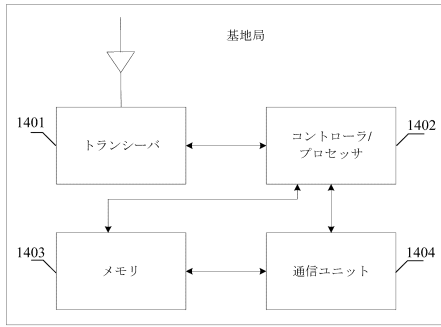 基地局
1401
トランシーバ
コントローラ/
プロセッサ
1402
1403
メモリ
通信ユニット
1404